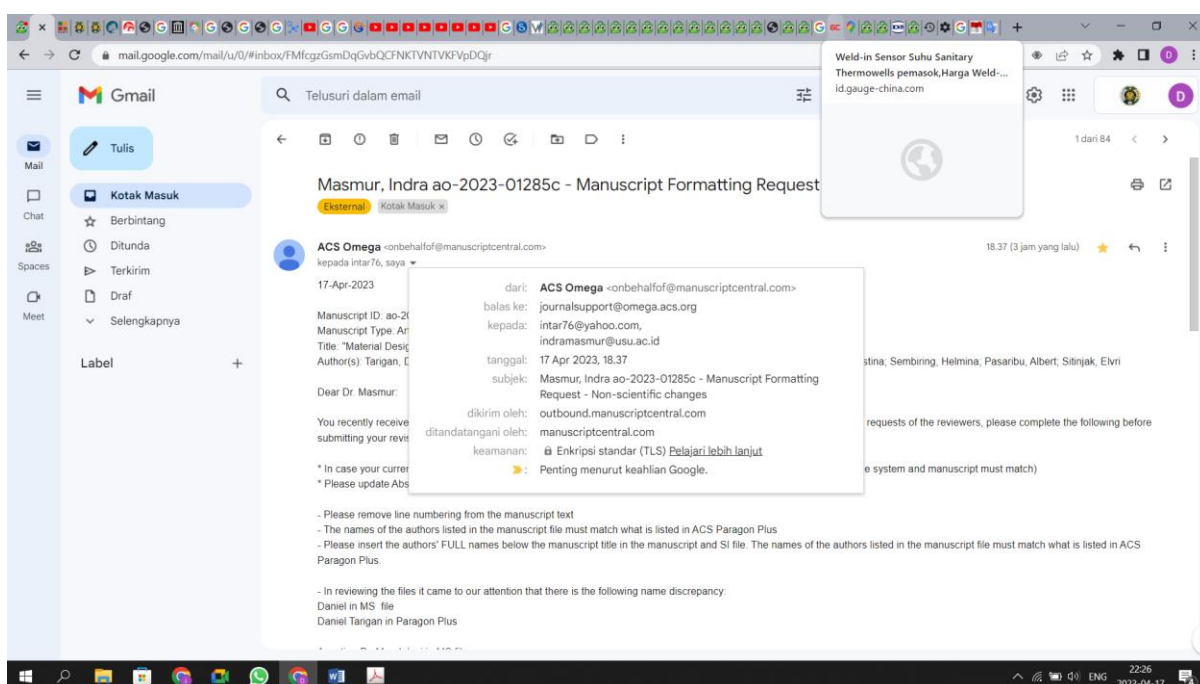 mail.google.com/mail/u/0/#inbox/FMfcgzGsmDqGvbQCFNKTVNTVKFVpDQjr
Weld-in Sensor Suhu Sanitary
Thermowells pemasok,Harga Weld-...
id.gauge-china.com
D
Gmail
Telusuri dalam email
D
Mail
Chat
Spaces
Meet
Tulis
Kotak Masuk
Berbintang
Ditunda
Terkirim
Draf
Selengkapnya
Label
1 dari 84
Masmur, Indra ao-2023-01285c - Manuscript Formatting Request
Eksternal
Kotak Masuk ×
ACS Omega <onbehalfof@manuscriptcentral.com>
18.37 (3 jam yang lalu)
kepada intar76, saya
17-Apr-2023
Manuscript ID: ao-20
Manuscript Type: Ar
Title: "Material Desig
Author(s): Tarigan, D
stina; Sembiring, Helmina; Pasaribu, Albert; Sitinjak, Elvri
Dear Dr. Masmur:
You recently receive
requests of the reviewers, please complete the following before
submitting your revis
* In case your currer
e system and manuscript must match)
* Please update Abs
dari: ACS Omega <onbehalfof@manuscriptcentral.com>
balas ke: journalsupport@omega.acs.org
kepada: intar76@yahoo.com,
indramasmur@usu.ac.id
tanggal: 17 Apr 2023, 18.37
subjek: Masmur, Indra ao-2023-01285c - Manuscript Formatting
Request - Non-scientific changes
dikirim oleh: outbound.manuscriptcentral.com
ditandatangani oleh: manuscriptcentral.com
keamanan: Enkripsi standar (TLS) Pelajari lebih lanjut
: Penting menurut keahlian Google.
- Please remove line numbering from the manuscript text
- The names of the authors listed in the manuscript file must match what is listed in ACS Paragon Plus
- Please insert the authors' FULL names below the manuscript title in the manuscript and SI file. The names of the authors listed in the manuscript file must match what is listed in ACS
Paragon Plus.
- In reviewing the files it came to our attention that there is the following name discrepancy:
Daniel in MS file
Daniel Tarigan in Paragon Plus
ENG
22:26
2023-04-17